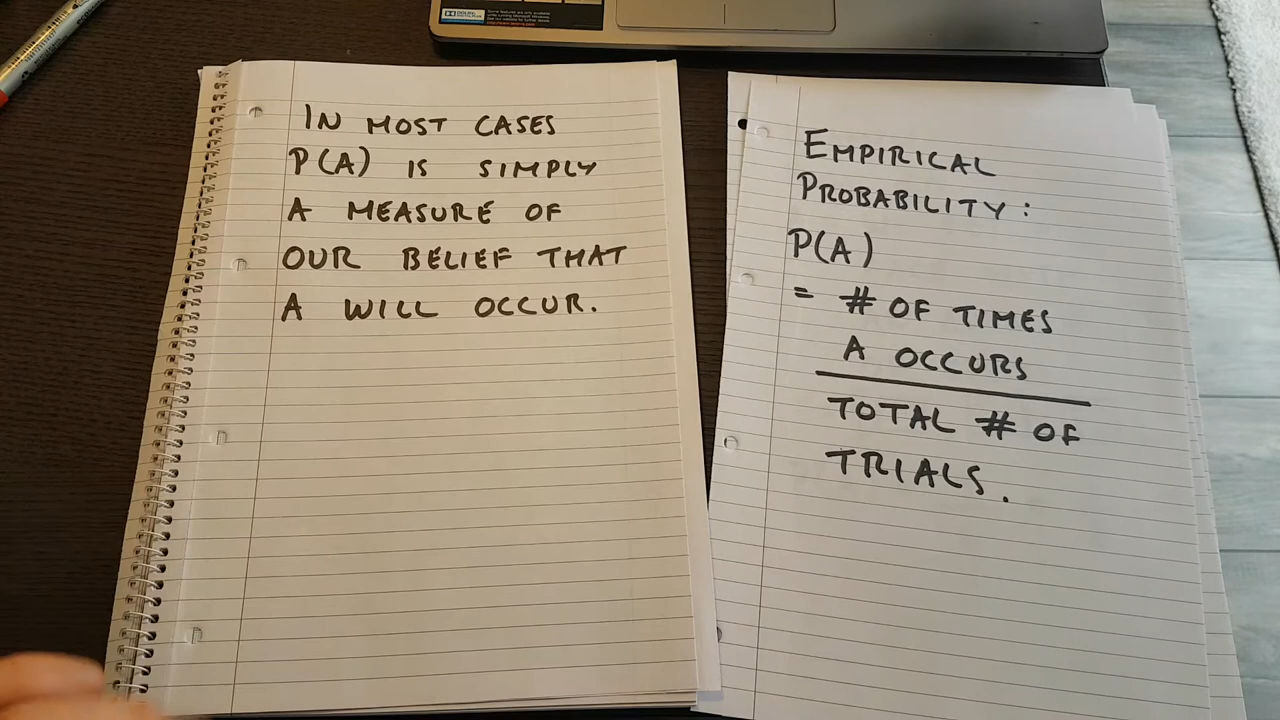 IN MOST CASES
P(A) IS SIMPLY
A MEASURE OF
OUR BELIEF THAT
A WILL OCCUR.
EMPIRICAL
PROBABILITY:
P(A)
= # OF TIMES
A OCCURS
TOTAL # OF
TRIALS.